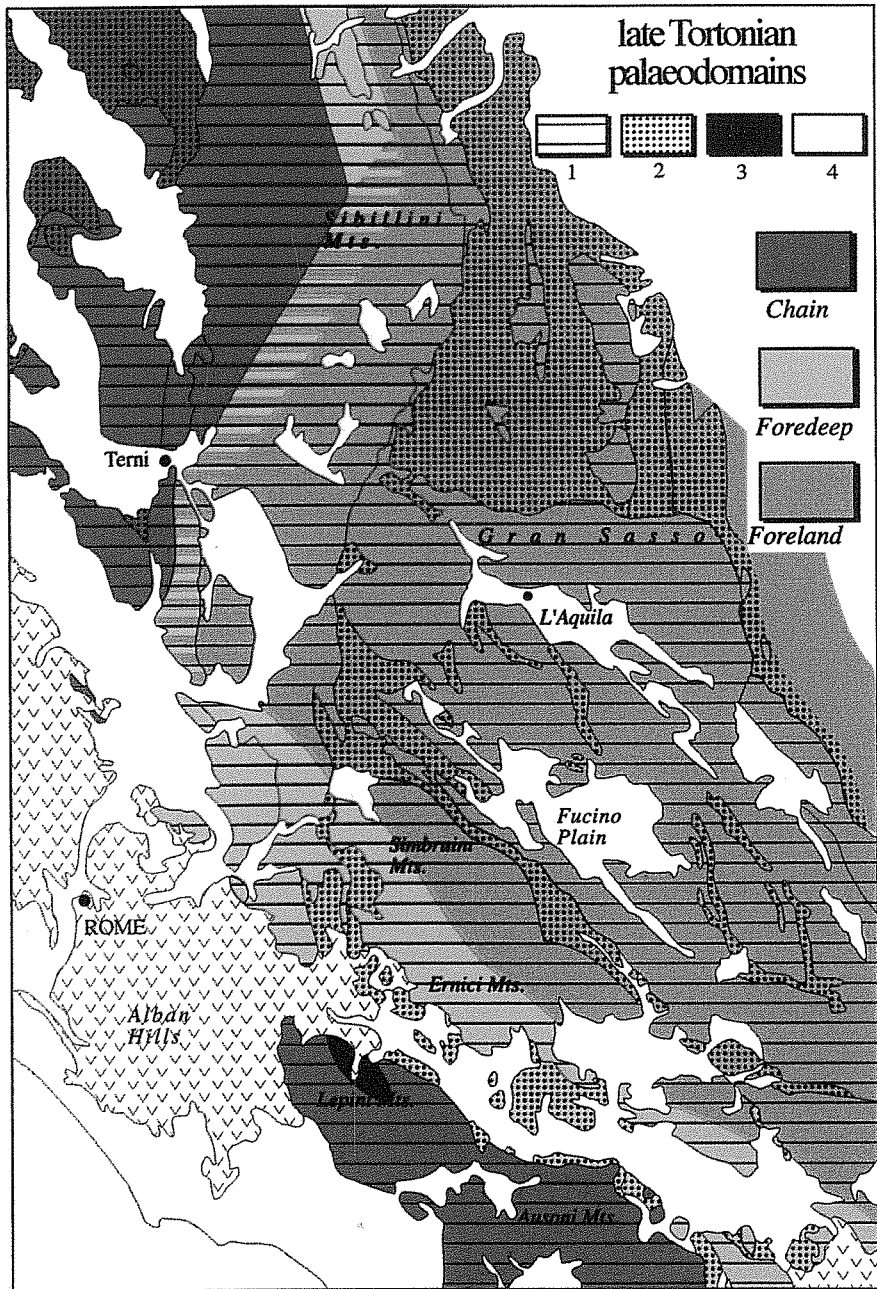 late Tortonian
palaeodomains
1 2 3 4
Sibillini
Mts.
Chain
Foredeep
Terni
Gran Sasso
Foreland
L'Aquila
Fucino
Plain
Simbruini
Mts.
ROME
Ernici Mts.
Alban
Hills
Lepini Mts.
Ausoni Mts.